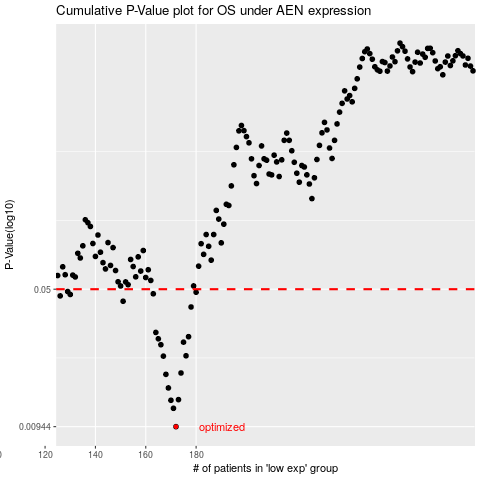 Cumulative P-Value plot for OS under AEN expression
P-Value(log10)
0.05
0.00944
optimized
0 120 140 160 180
# of patients in 'low exp' group